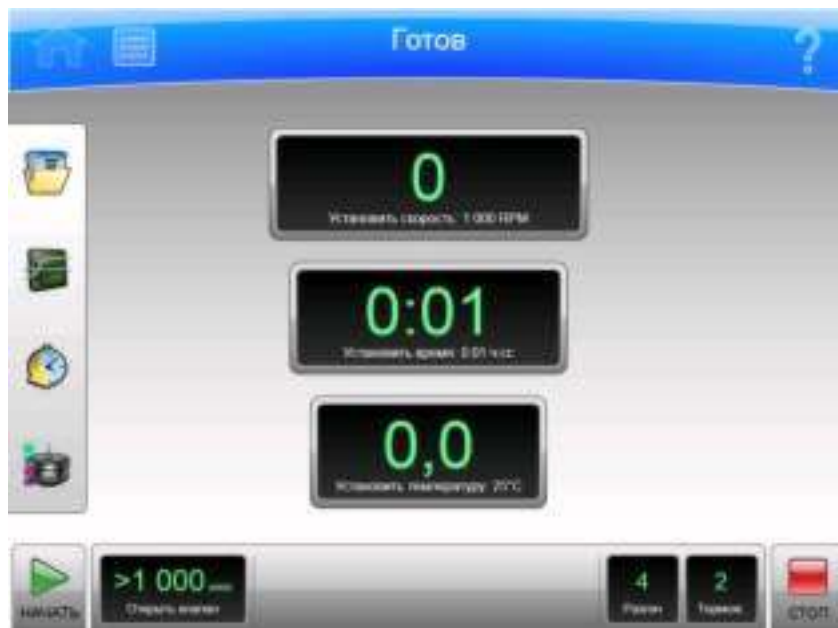 Готов
?
0
Установить скорость: 1 000 RPM
0:01
Установить время: 0:01
0,0
Установить температуру: 20°C
НАЧАТЬ
>1 000
Открыть клапан
4
Разгон
2
Тормож.
СТОП